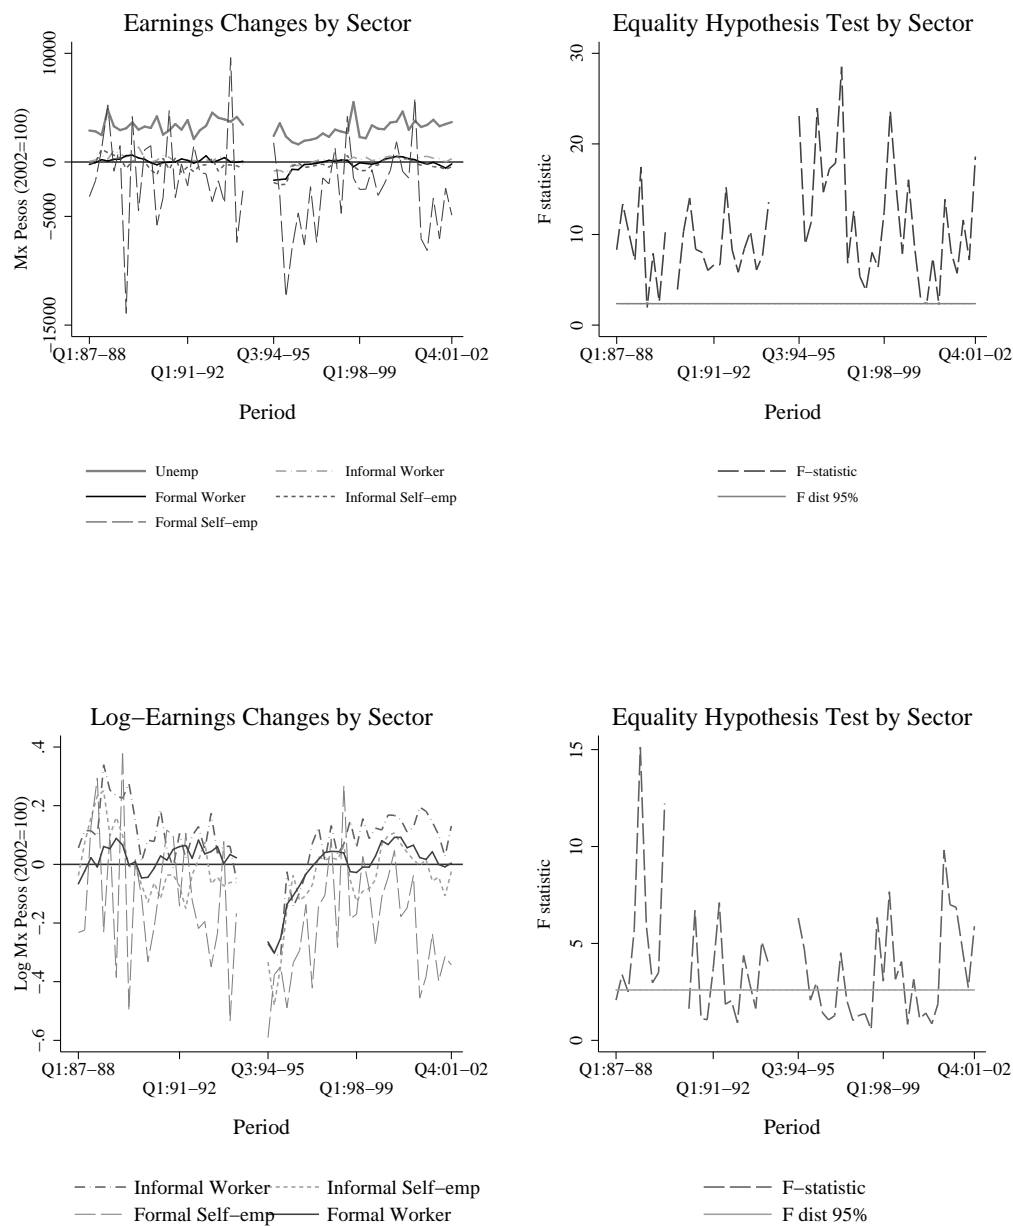 Earnings Changes by Sector
Mx Pesos (2002=100)
10000
0
−5000
−15000
Q1:87−88
Q3:94−95
Q4:01−02
Q1:91−92
Q1:98−99
Period
Unemp
Informal Worker
Formal Worker
Informal Self−emp
Formal Self−emp
Equality Hypothesis Test by Sector
F statistic
30
20
10
0
Q1:87−88
Q3:94−95
Q4:01−02
Q1:91−92
Q1:98−99
Period
F−statistic
F dist 95%
Log−Earnings Changes by Sector
Log Mx Pesos (2002=100)
.4
.2
0
−.2
−.4
−.6
Q1:87−88
Q3:94−95
Q4:01−02
Q1:91−92
Q1:98−99
Period
Informal Worker
Informal Self−emp
Formal Self−emp
Formal Worker
Equality Hypothesis Test by Sector
F statistic
15
10
5
0
Q1:87−88
Q3:94−95
Q4:01−02
Q1:91−92
Q1:98−99
Period
F−statistic
F dist 95%